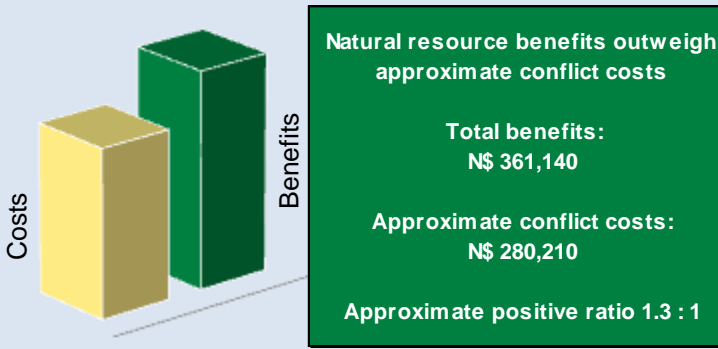 Costs
Benefits
Natural resource benefits outweigh
approximate conflict costs
Total benefits:
N$ 361,140
Approximate conflict costs:
N$ 280,210
Approximate positive ratio 1.3 : 1